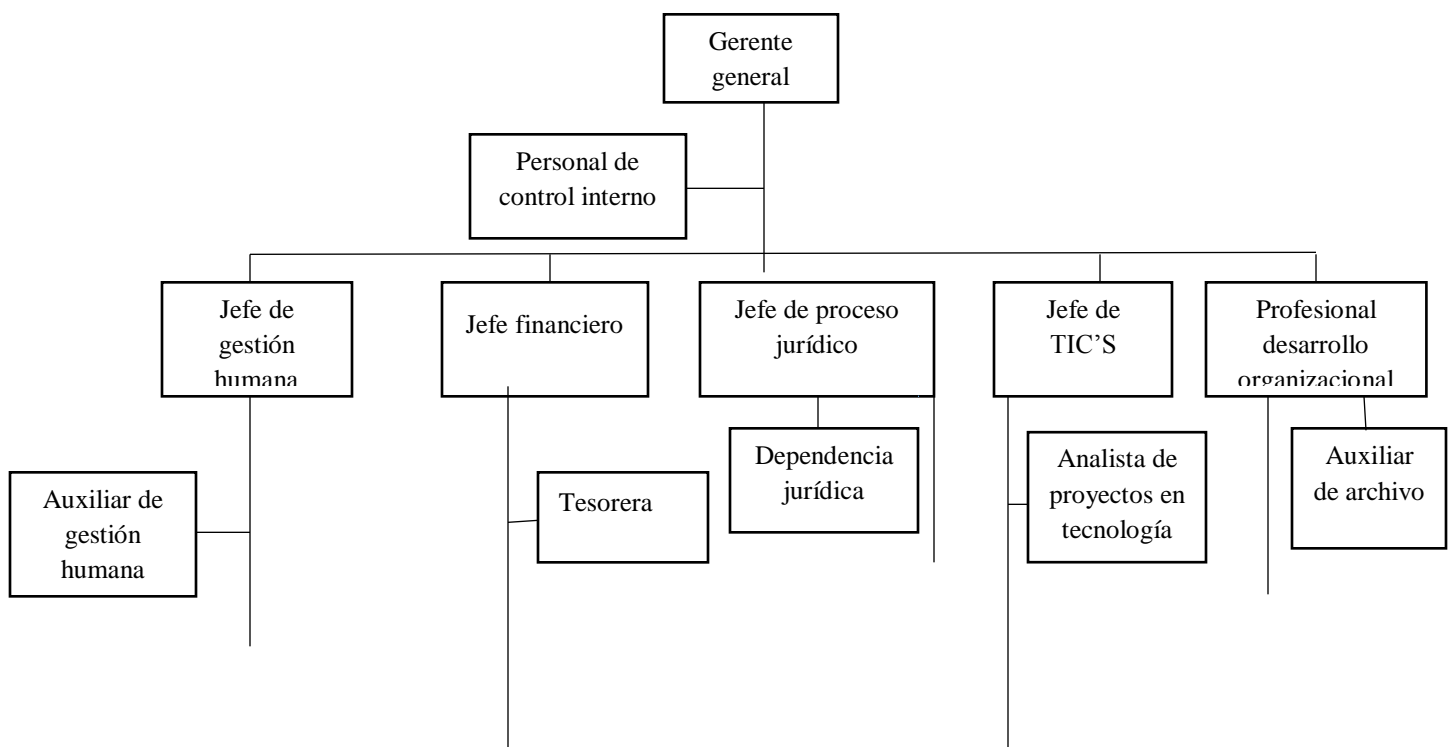 Gerente
general
Personal de
control interno
Jefe de
gestión
humana
Jefe financiero
Jefe de proceso
jurídico
Jefe de
TIC’S
Profesional
desarrollo
organizacional
Auxiliar de
gestión
humana
Tesorera
Dependencia
jurídica
Analista de
proyectos en
tecnología
Auxiliar
de archivo